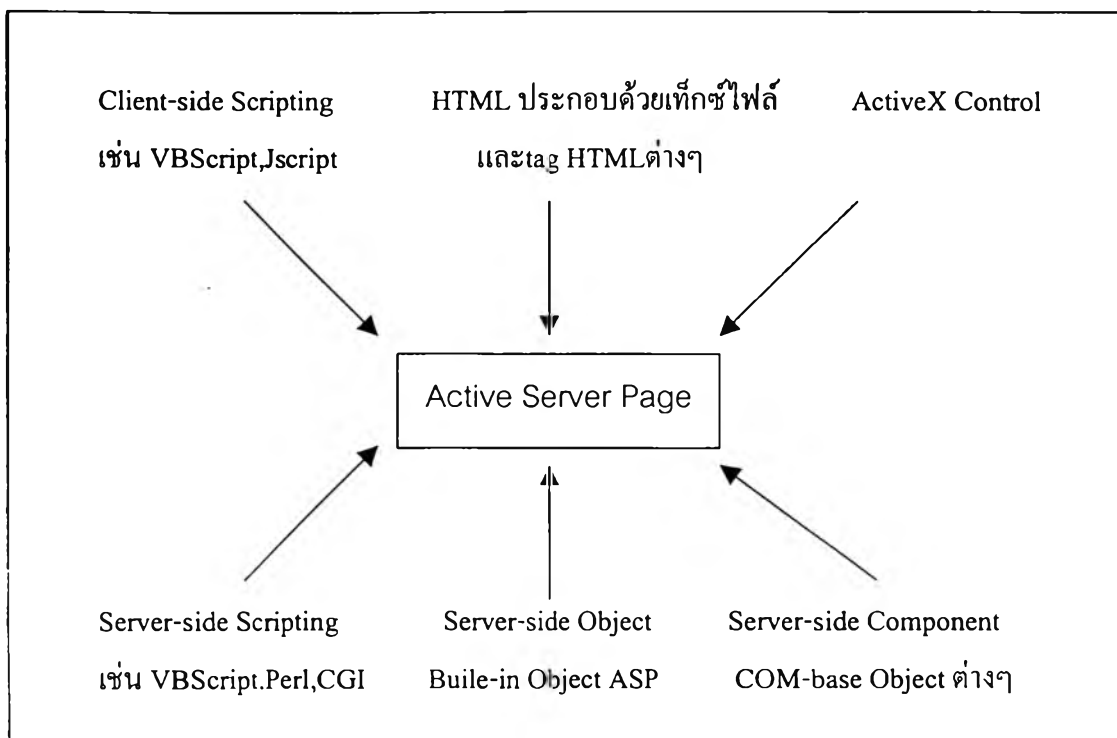 Client-side Scripting
เช่น VBScript,Jscript
HTML ประกอบด้วยเท็กซ์ไฟล์
และtag HTMLต่างๆ
ActiveX Control
Active Server Page
Server-side Scripting
เช่น VBScript.Perl,CGI
Server-side Object
Buile-in Object ASP
Server-side Component
COM-base Object ต่างๆ